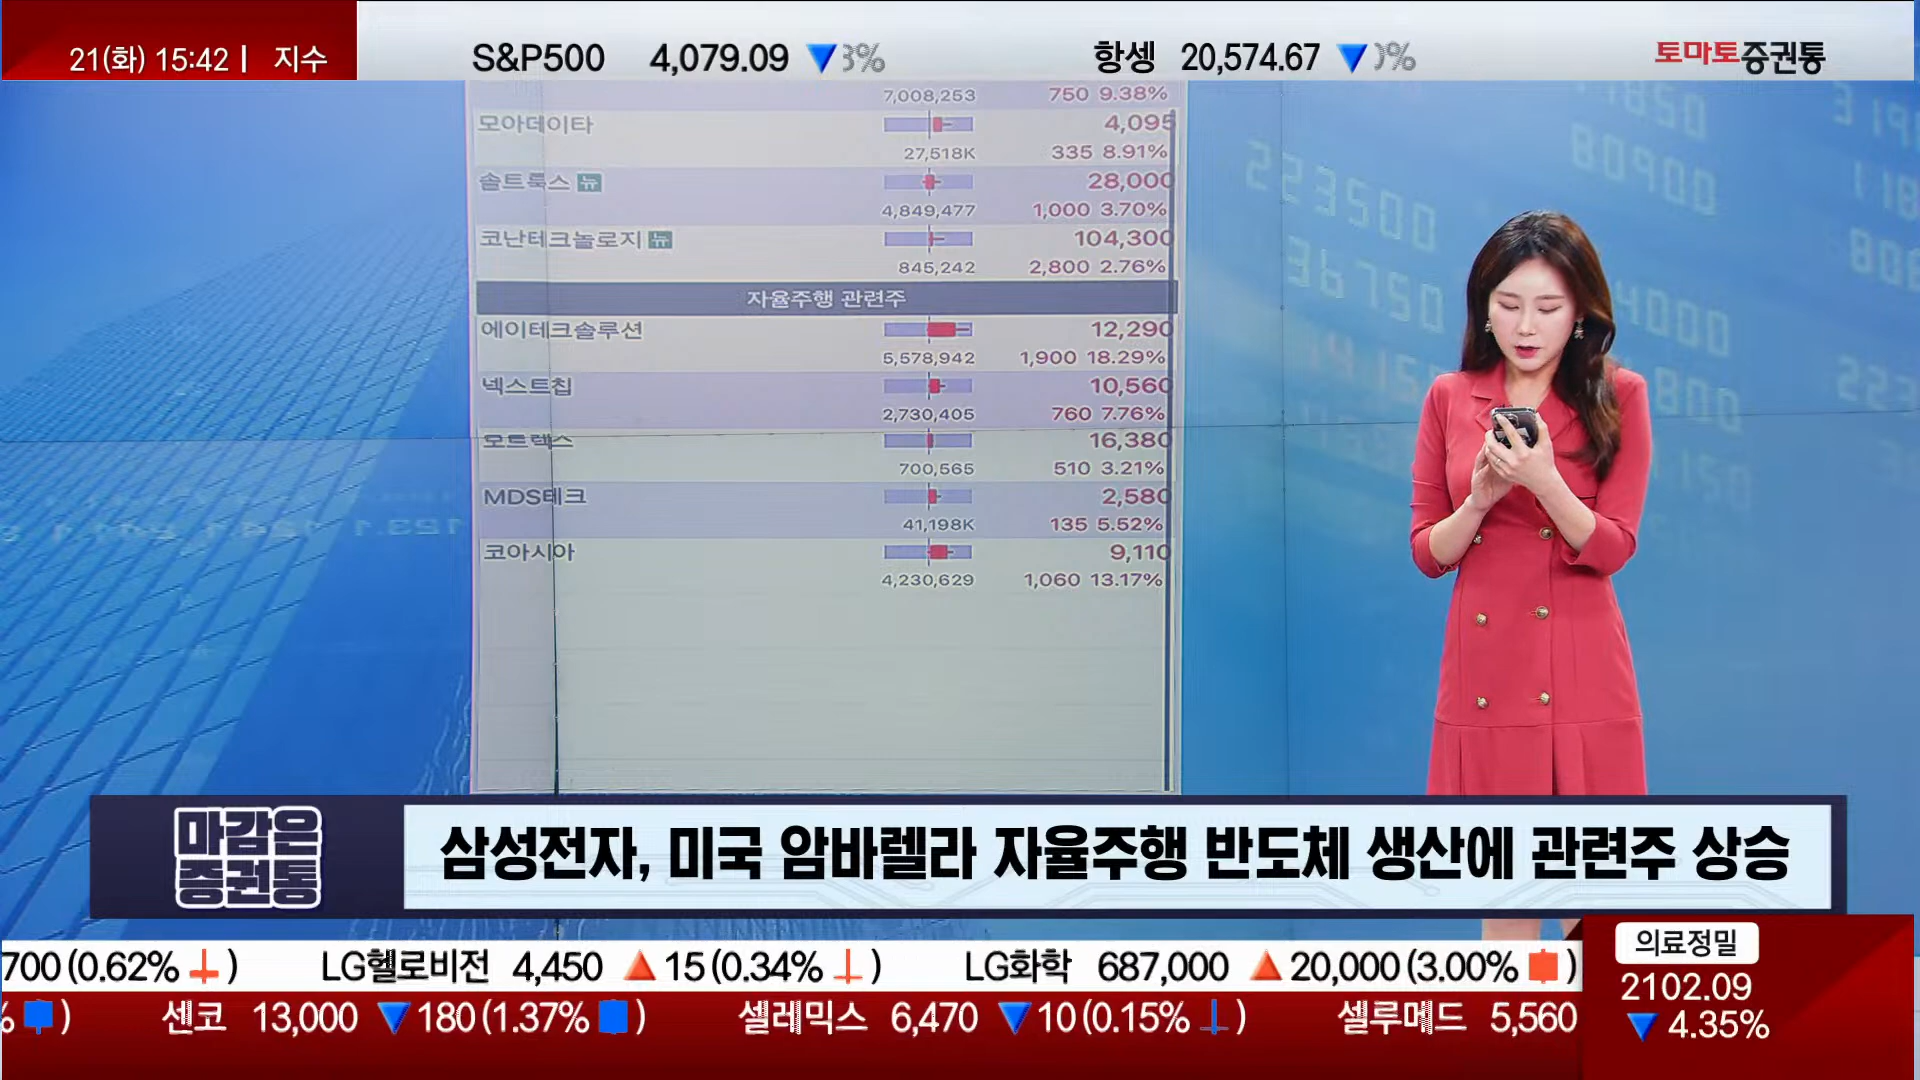 21(화) 15:42 | 지수
S&P500 4,079.09 ▼
항셍 20,574.67 ▼
토마토증권통
7,008,253 750 9.38%
모아데이타 4,095
27,518K 335 8.91%
솔트룩스 뉴 28,000
4,849,477 1,000 3.70%
코난테크놀로지 뉴 104,300
845,242 2,800 2.76%
자율주행 관련주
에이테크솔루션 12,290
5,578,942 1,900 18.29%
넥스트칩 10,560
2,730,405 760 7.76%
모트렉스 16,380
700,565 510 3.21%
MDS테크 2,580
41,198K 135 5.52%
코아시아 9,110
4,230,629 1,060 13.17%
223500
36750
80900
마감은
증권통
삼성전자, 미국 암바렐라 자율주행 반도체 생산에 관련주 상승
700 (0.62% ) LG헬로비전 4,450 ▲ 15 (0.34% ) LG화학 687,000 ▲ 20,000 (3.00% )
% ) 센코 13,000 ▼ 180 (1.37% ) 셀레믹스 6,470 ▼ 10 (0.15% ) 셀루메드 5,560
의료정밀
2102.09
▼ 4.35%